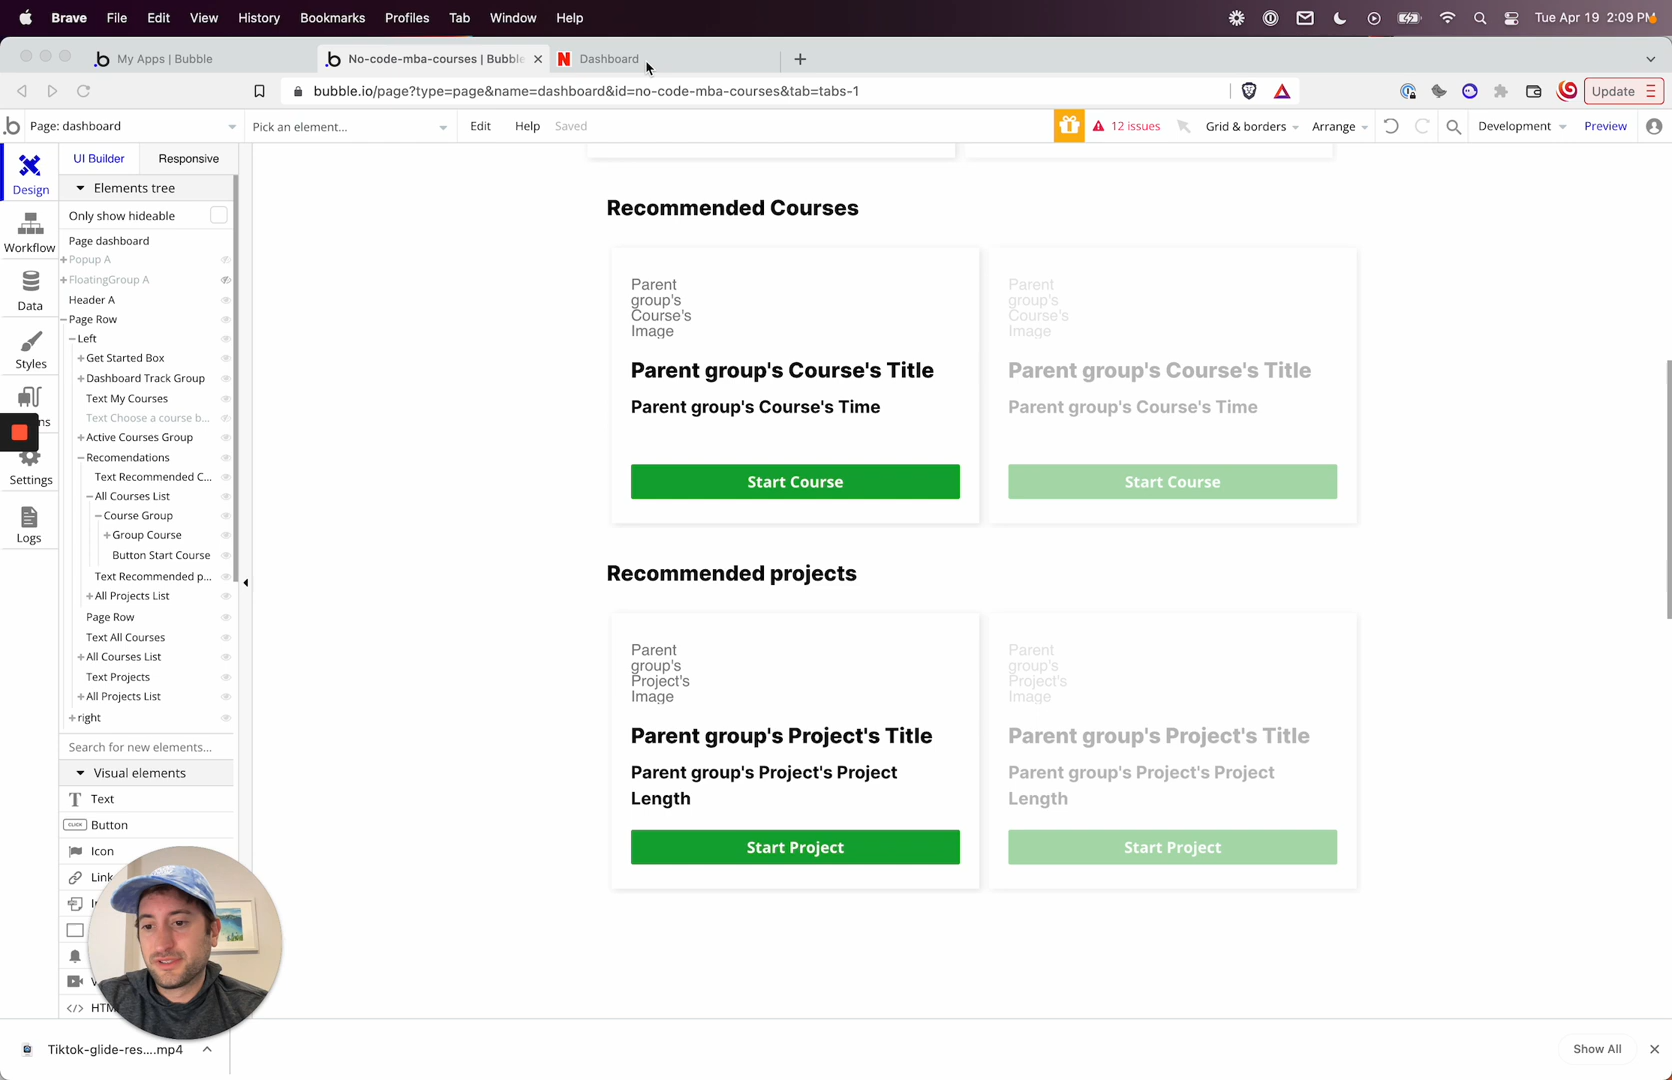 Brave File Edit View History Bookmarks Profiles Tab Window Help Tue Apr 19 2:09 PM
My Apps | Bubble No-code-mba-courses | Bubble Dashboard
bubble.io/page?type=page&name=dashboard&id=no-code-mba-courses&tab=tabs-1 Update
Page: dashboard Pick an element... Edit Help Saved 12 issues Grid & borders Arrange Development Preview
UI Builder Responsive
Design
Workflow
Data
Styles
Settings
Logs
Elements tree
Only show hideable
Page dashboard
Popup A
FloatingGroup A
Header A
Page Row
Left
Get Started Box
Dashboard Track Group
Text My Courses
Text Choose a course b...
Active Courses Group
Recomendations
Text Recommended C...
All Courses List
Course Group
Group Course
Button Start Course
Text Recommended p...
All Projects List
Page Row
Text All Courses
All Courses List
Text Projects
All Projects List
right
Search for new elements...
Visual elements
Text
CLICK Button
Icon
Link
HTM
Recommended Courses
Parent
group's
Course's
Image
Parent group's Course's Title
Parent group's Course's Time
Start Course
Parent
group's
Course's
Image
Parent group's Course's Title
Parent group's Course's Time
Start Course
Recommended projects
Parent
group's
Project's
Image
Parent group's Project's Title
Parent group's Project's Project
Length
Start Project
Parent
group's
Project's
Image
Parent group's Project's Title
Parent group's Project's Project
Length
Start Project
Tiktok-glide-res....mp4 Show All